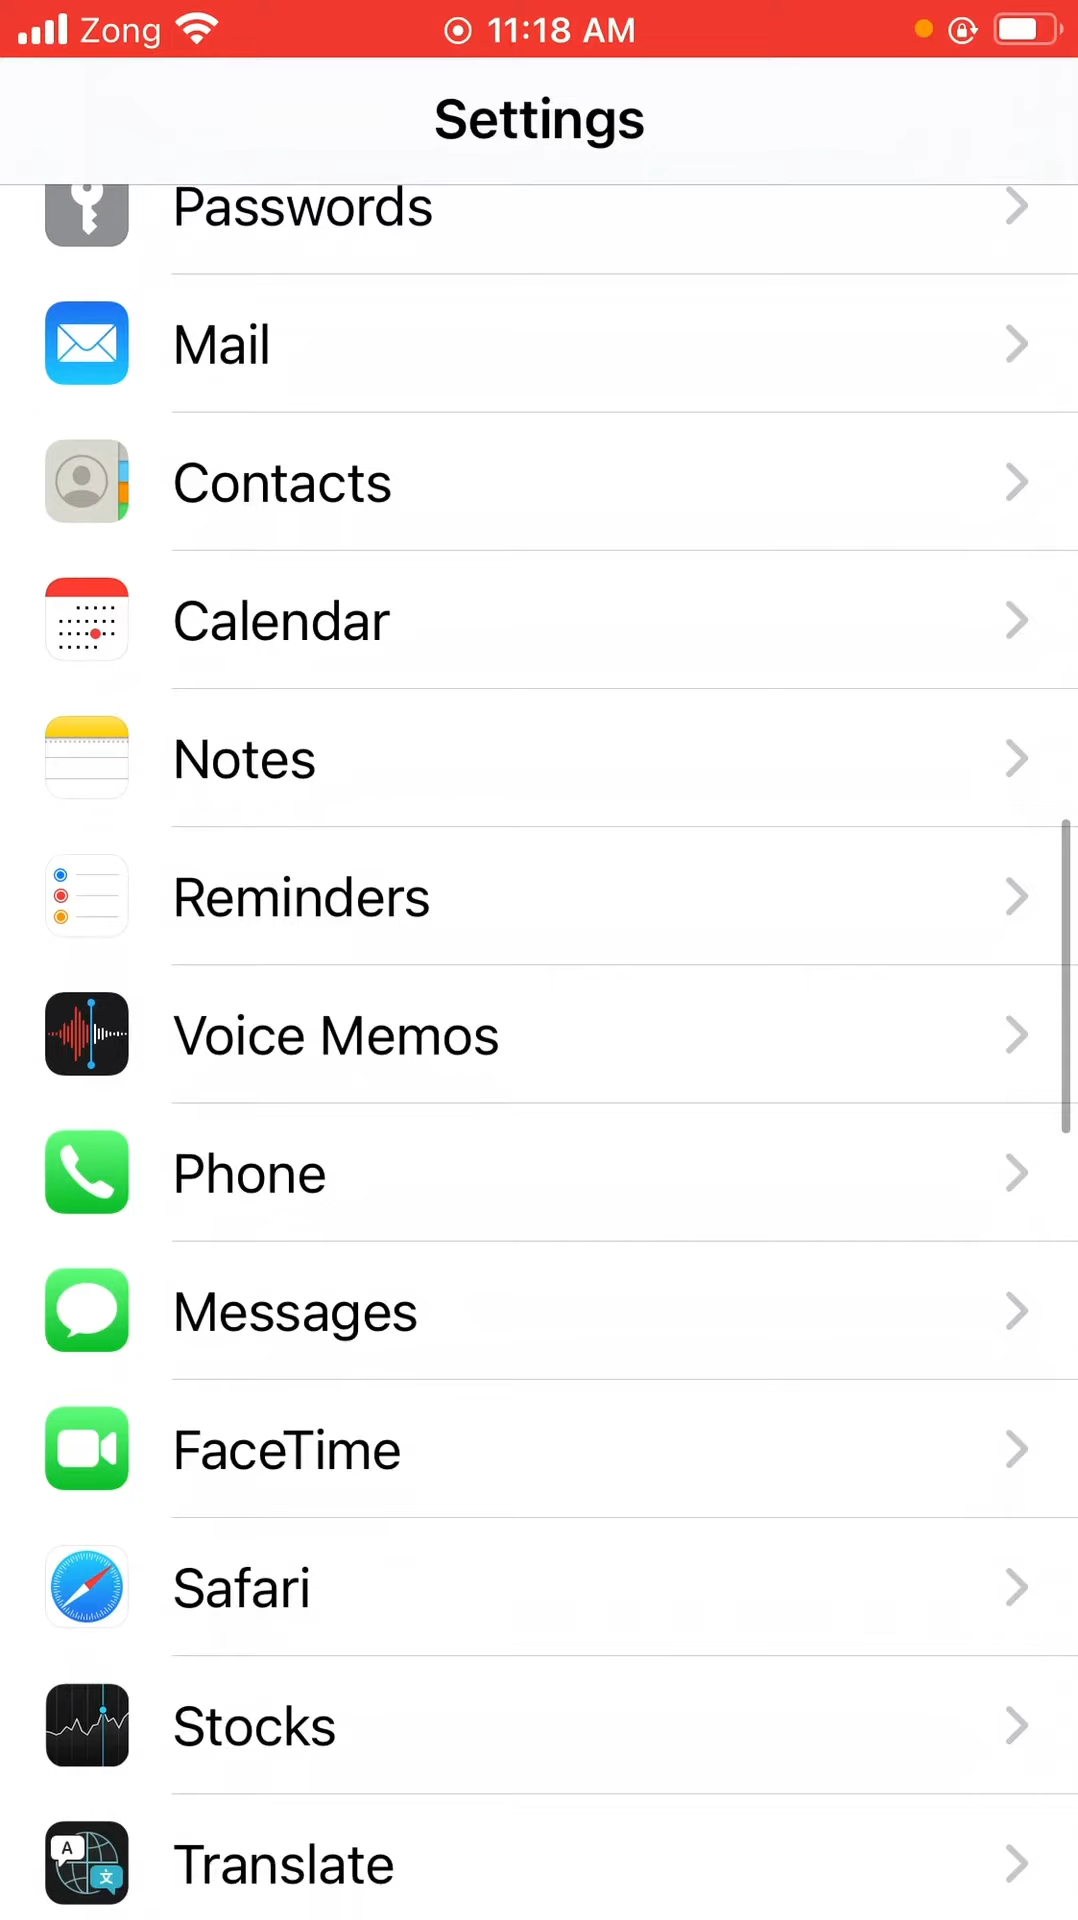 Zong 11:18 AM
Settings
Passwords
Mail
Contacts
Calendar
Notes
Reminders
Voice Memos
Phone
Messages
FaceTime
Safari
Stocks
A
文
Translate